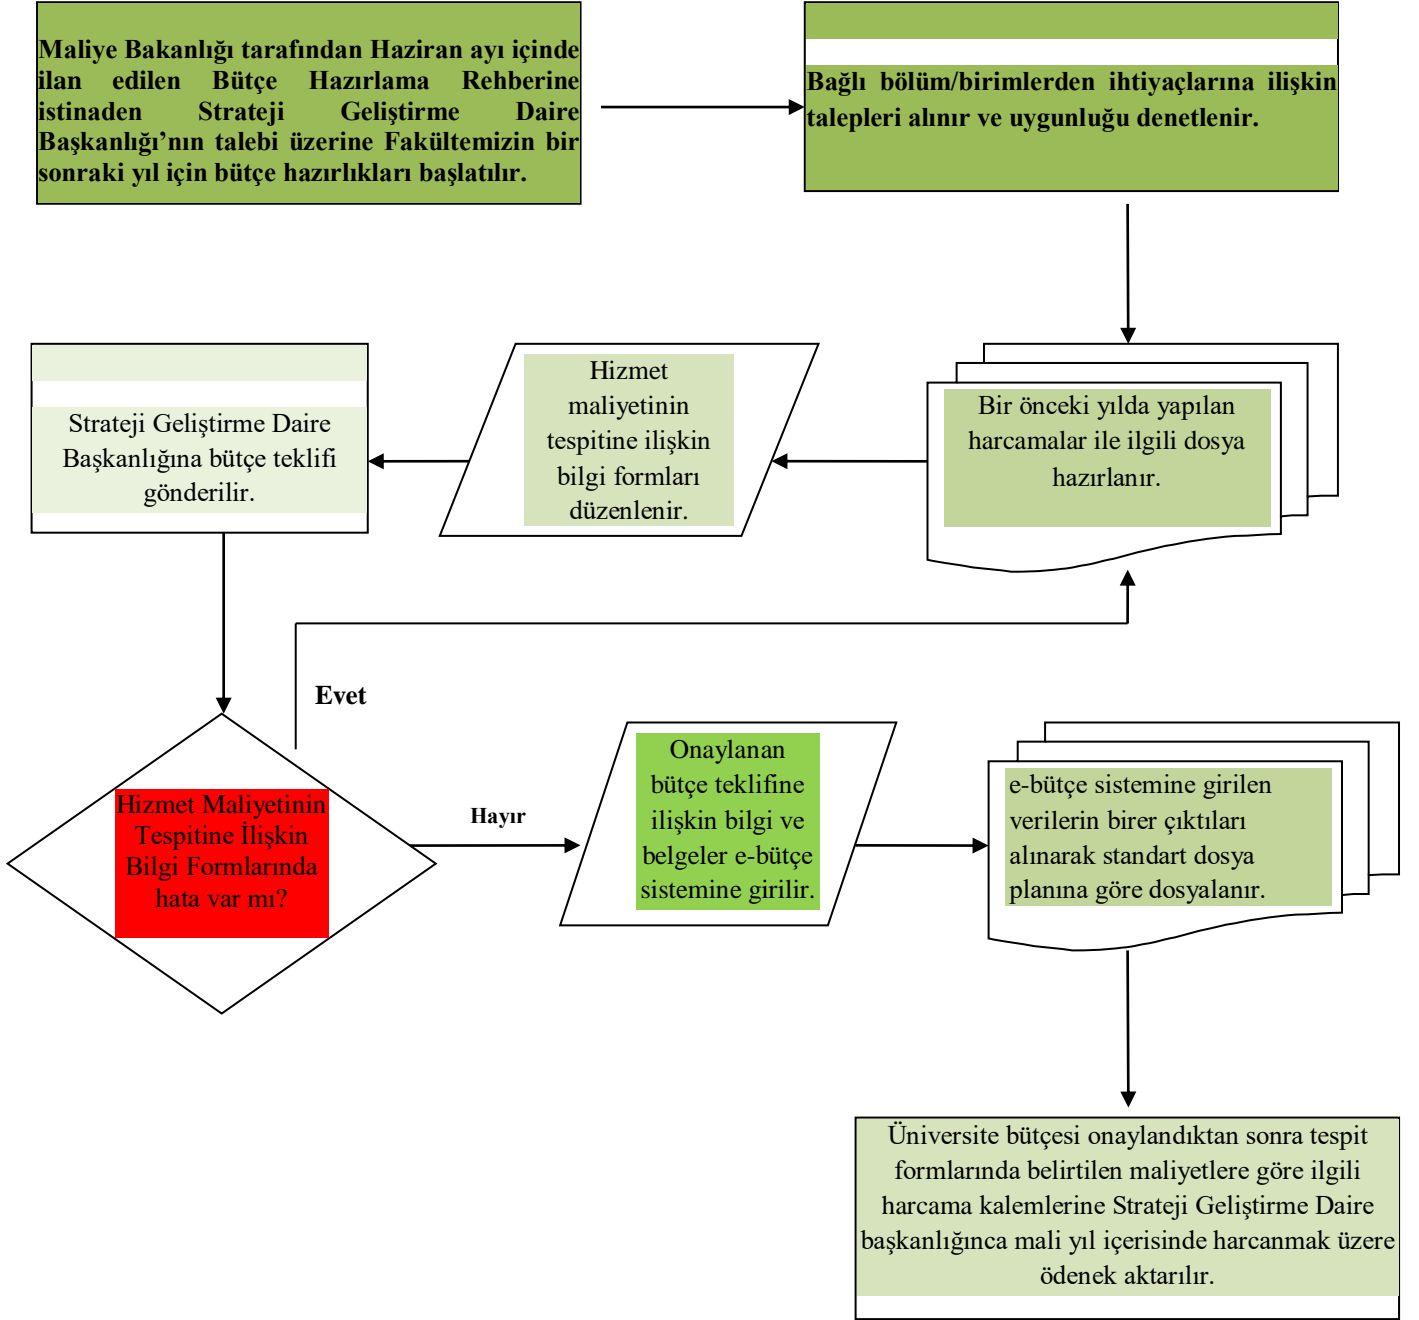 Maliye Bakanlığı tarafından Haziran ayı içinde
ilan edilen Bütçe Hazırlama Rehberine
istinaden Strateji Geliştirme Daire
Başkanlığı’nın talebi üzerine Fakültemizin bir
sonraki yıl için bütçe hazırlıkları başlatılır.
Bağlı bölüm/birimlerden ihtiyaçlarına ilişkin
talepleri alınır ve uygunluğu denetlenir.
Bir önceki yılda yapılan
harcamalar ile ilgili dosya
hazırlanır.
Hizmet
maliyetinin
tespitine ilişkin
bilgi formları
düzenlenir.
Strateji Geliştirme Daire
Başkanlığına bütçe teklifi
gönderilir.
Evet
Hizmet Maliyetinin
Tespitine İlişkin
Bilgi Formlarında
hata var mı?
Hayır
Onaylanan
bütçe teklifine
ilişkin bilgi ve
belgeler e-bütçe
sistemine girilir.
e-bütçe sistemine girilen
verilerin birer çıktıları
alınarak standart dosya
planına göre dosyalanır.
Üniversite bütçesi onaylandıktan sonra tespit
formlarında belirtilen maliyetlere göre ilgili
harcama kalemlerine Strateji Geliştirme Daire
başkanlığınca mali yıl içerisinde harcanmak üzere
ödenek aktarılır.